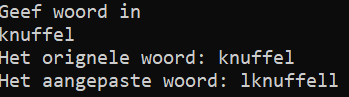 Geef woord in
knuffel
Het orignele woord: knuffel
Het aangepaste woord: lknuffell